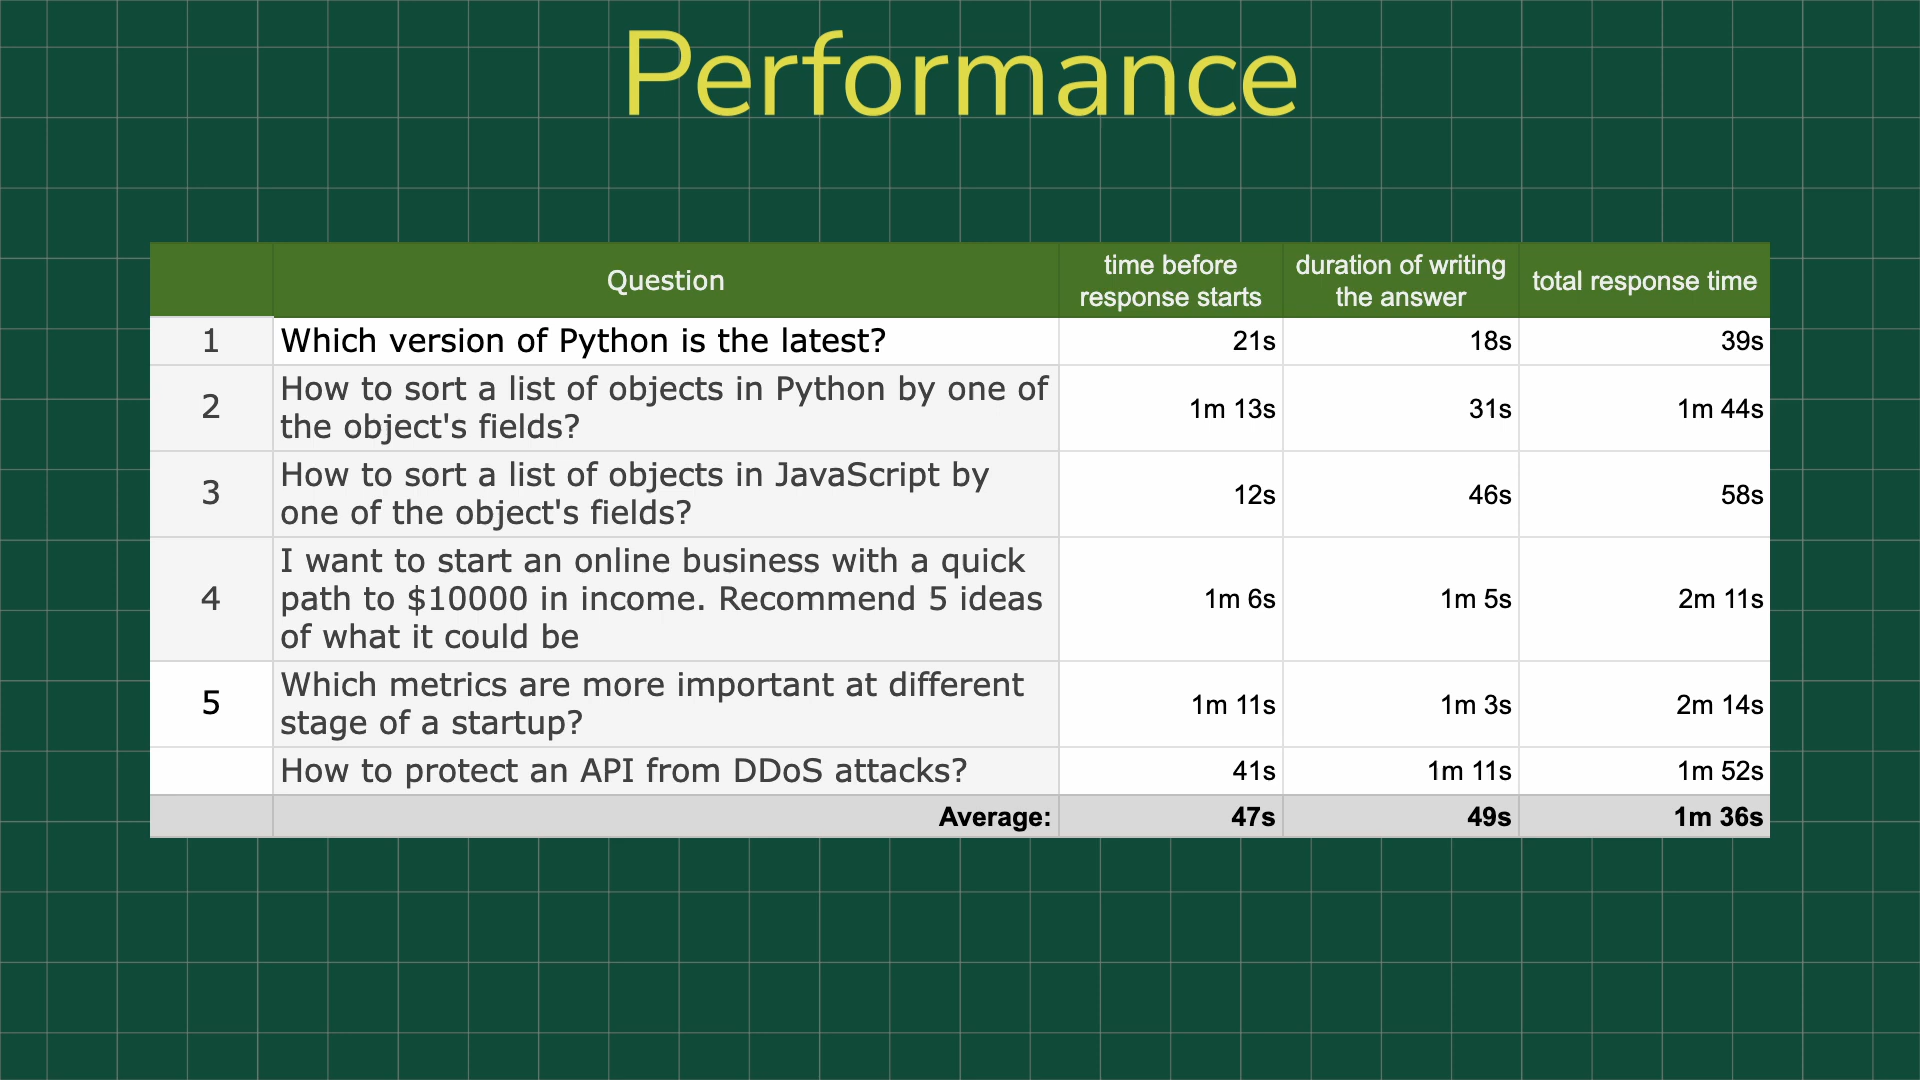 Performance
Question
time before
response starts
duration of writing
the answer
total response time
1
Which version of Python is the latest?
21s
18s
39s
2
How to sort a list of objects in Python by one of
the object's fields?
1m 13s
31s
1m 44s
3
How to sort a list of objects in JavaScript by
one of the object's fields?
12s
46s
58s
4
I want to start an online business with a quick
path to $10000 in income. Recommend 5 ideas
of what it could be
1m 6s
1m 5s
2m 11s
5
Which metrics are more important at different
stage of a startup?
1m 11s
1m 3s
2m 14s
How to protect an API from DDoS attacks?
41s
1m 11s
1m 52s
Average:
47s
49s
1m 36s